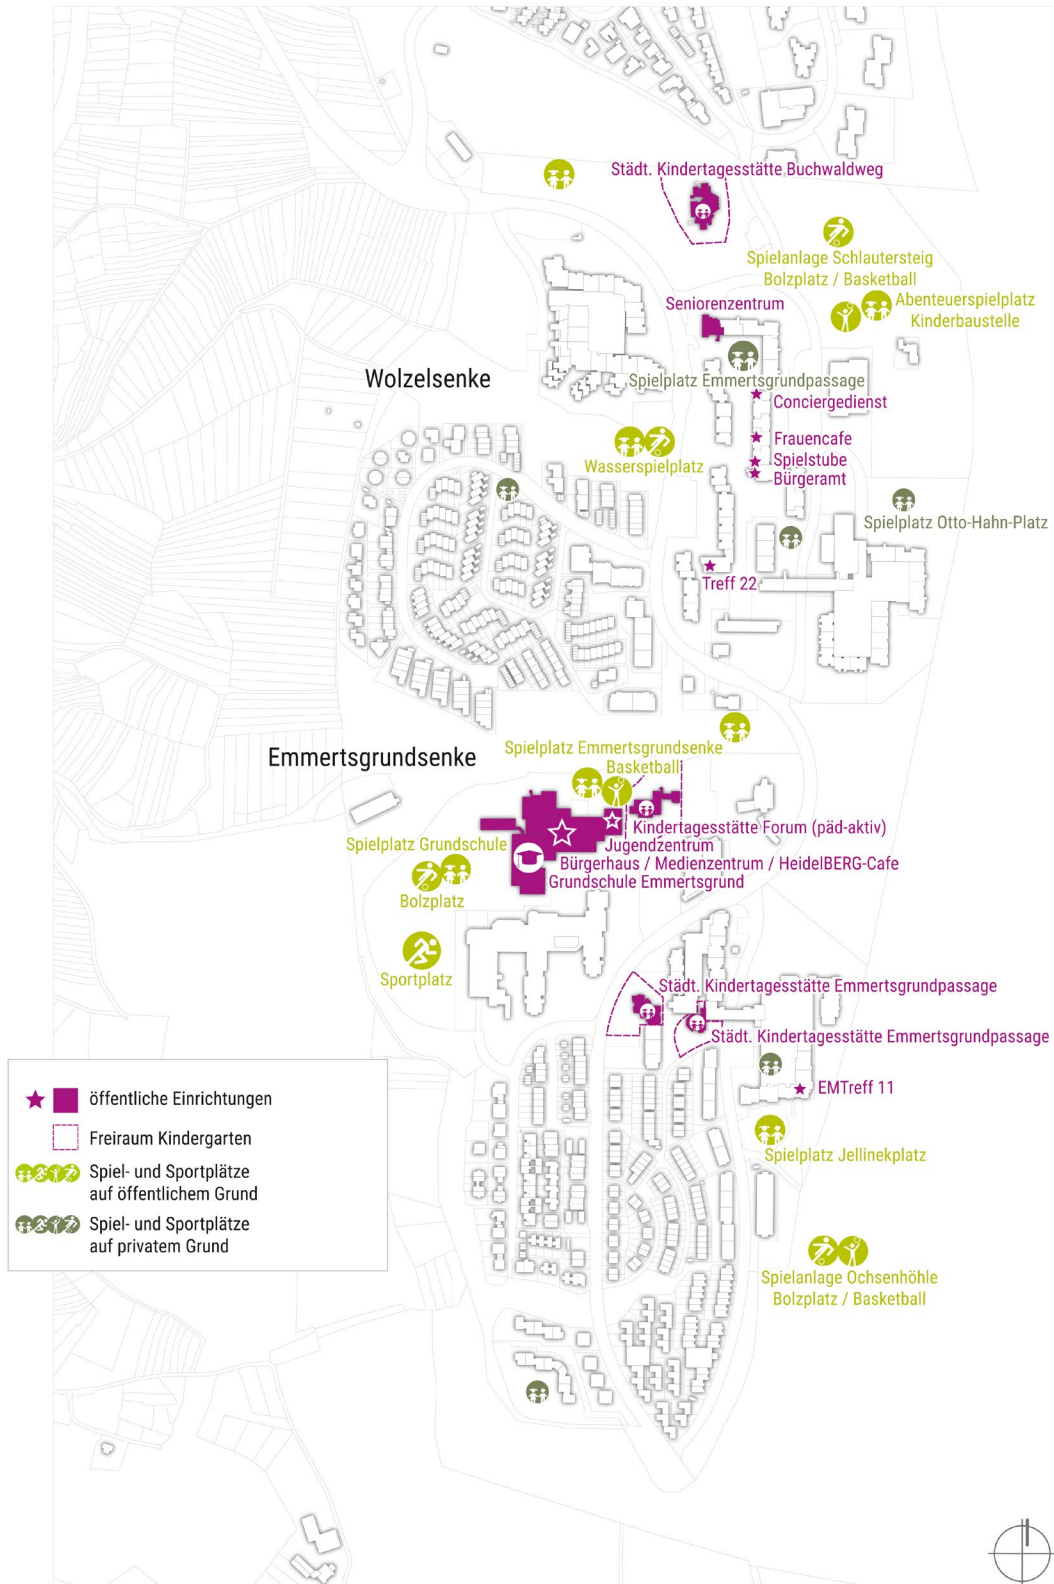 Städt. Kindertagesstätte Buchwaldweg
Spielanlage Schlautersteig
Bolzplatz / Basketball
Abenteuerspielplatz
Kinderbaustelle
Seniorenzentrum
Wolzelsenke
Spielplatz Emmertsgrundpassage
Conciergedienst
Frauencafe
Spielstube
Bürgeramt
Wasserspielplatz
Spielplatz Otto-Hahn-Platz
Treff 22
Emmertsgrundsenke
Spielplatz Emmertsgrundsenke
Basketball
Kindertagesstätte Forum (päd-aktiv)
Jugendzentrum
Bürgerhaus / Medienzentrum / HeidelBERG-Cafe
Grundschule Emmertsgrund
Spielplatz Grundschule
Bolzplatz
Sportplatz
Städt. Kindertagesstätte Emmertsgrundpassage
Städt. Kindertagesstätte Emmertsgrundpassage
EMTreff 11
Spielplatz Jellinekplatz
Spielanlage Ochsenhöhle
Bolzplatz / Basketball
öffentliche Einrichtungen
Freiraum Kindergarten
Spiel- und Sportplätze
auf öffentlichem Grund
Spiel- und Sportplätze
auf privatem Grund